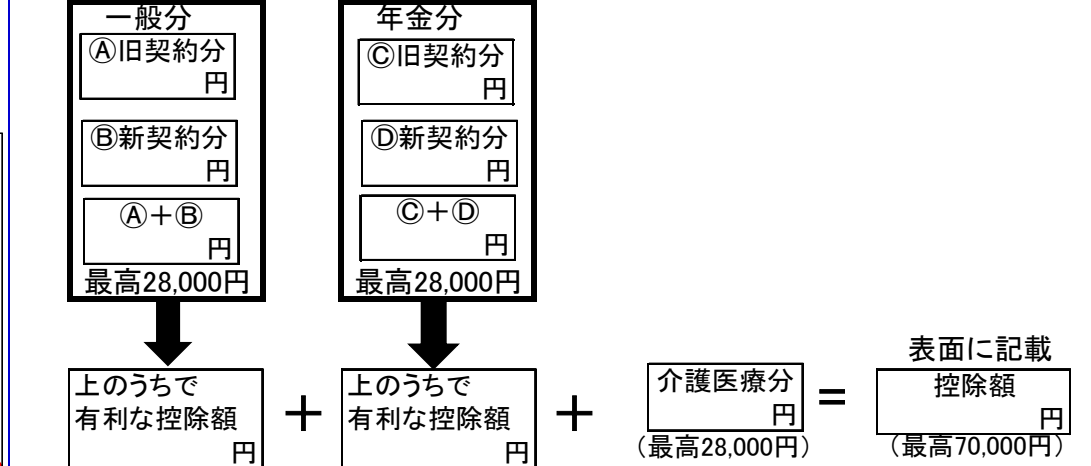 一般分
Ⓐ旧契約分
円
Ⓑ新契約分
円
Ⓐ＋Ⓑ
円
最高28,000円
上のうちで
有利な控除額
円
＋
年金分
Ⓒ旧契約分
円
Ⓓ新契約分
円
Ⓒ＋Ⓓ
円
最高28,000円
上のうちで
有利な控除額
円
＋
介護医療分
円
（最高28,000円）
＝
表面に記載
控除額
円
（最高70,000円）